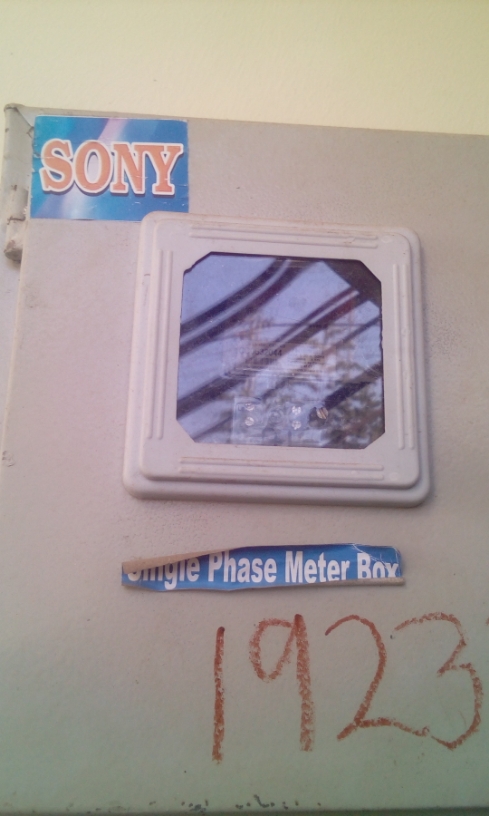 SONY
Single Phase Meter Box
1923